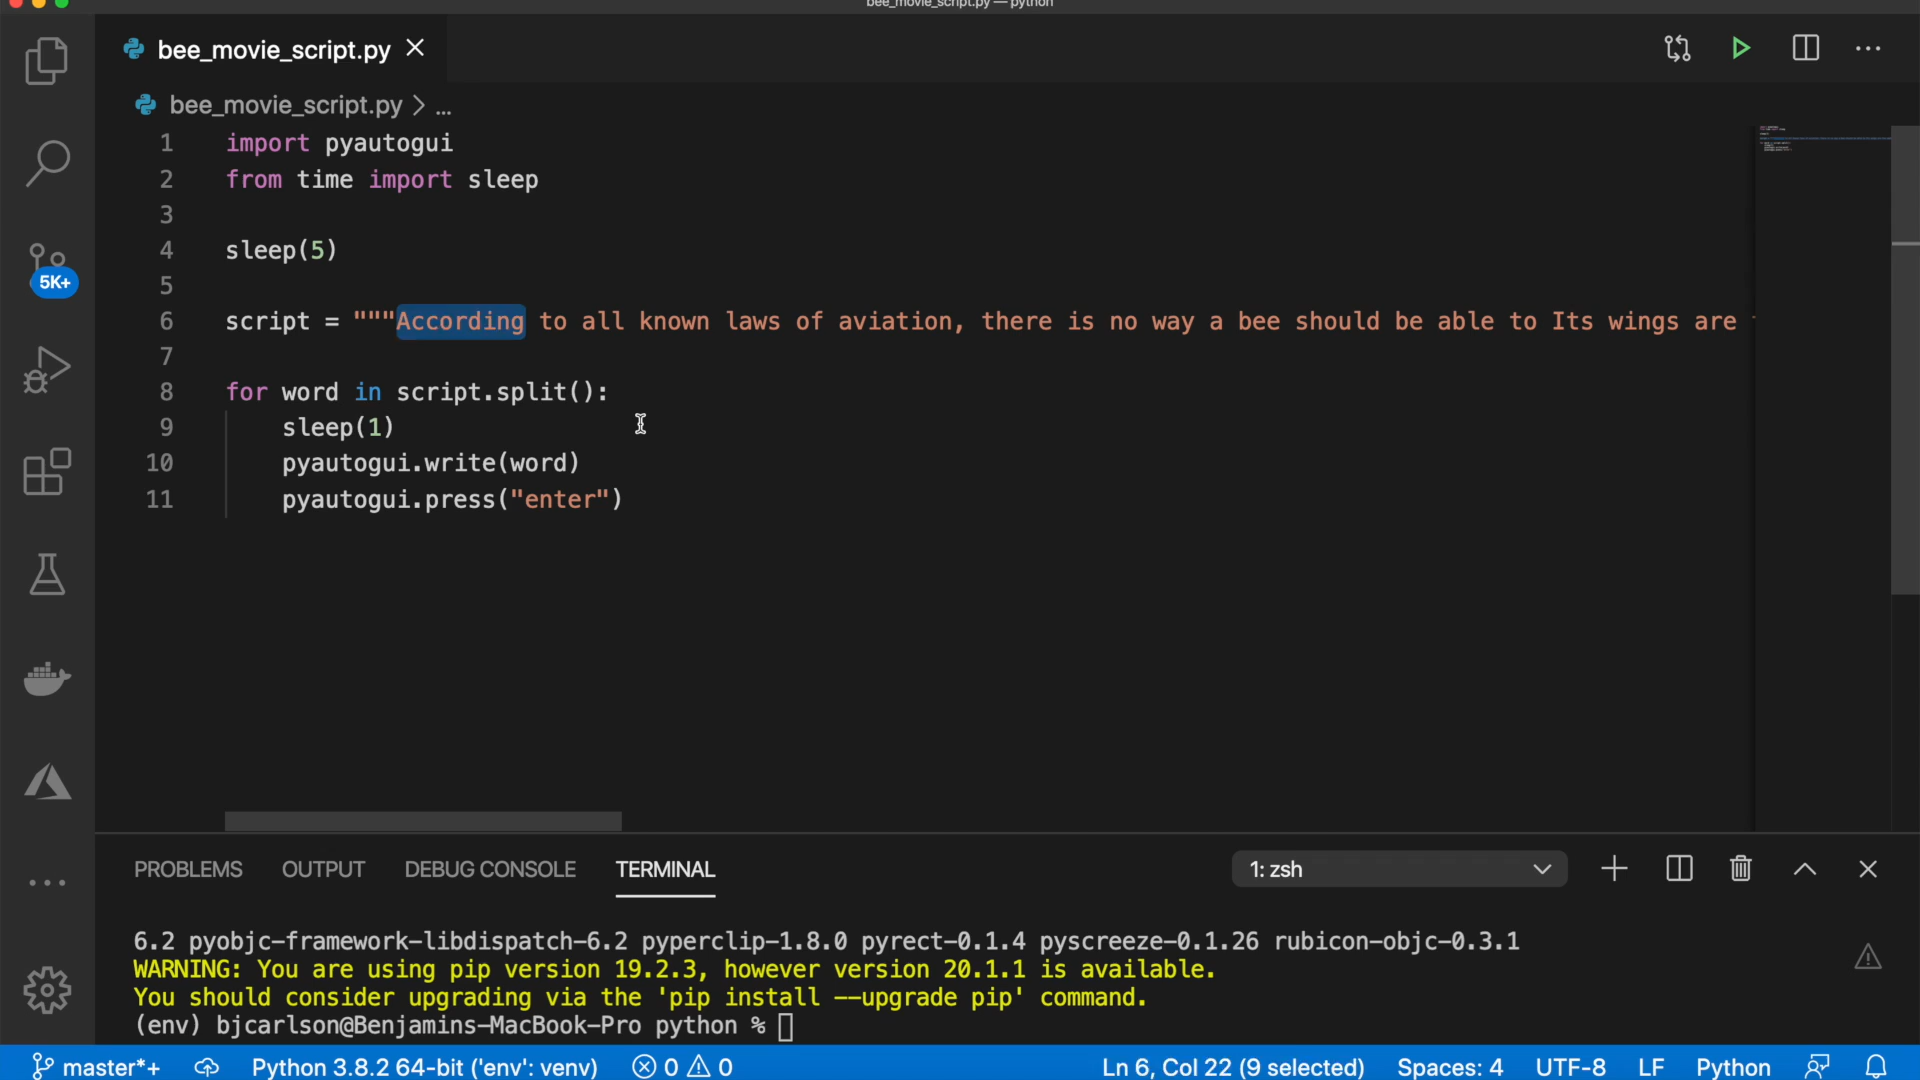 bee_movie_script.py — python
bee_movie_script.py
bee_movie_script.py > ...
1 import pyautogui
2 from time import sleep
3
4 sleep(5)
5
6 script = """According to all known laws of aviation, there is no way a bee should be able to Its wings are
7
8 for word in script.split():
9 sleep(1)
10 pyautogui.write(word)
11 pyautogui.press("enter")
5K+
PROBLEMS OUTPUT DEBUG CONSOLE TERMINAL 1: zsh
6.2 pyobjc-framework-libdispatch-6.2 pyperclip-1.8.0 pyrect-0.1.4 pyscreeze-0.1.26 rubicon-objc-0.3.1
WARNING: You are using pip version 19.2.3, however version 20.1.1 is available.
You should consider upgrading via the 'pip install --upgrade pip' command.
(env) bjcarlson@Benjamins-MacBook-Pro python %
master*+ Python 3.8.2 64-bit ('env': venv) 0 0 Ln 6, Col 22 (9 selected) Spaces: 4 UTF-8 LF Python